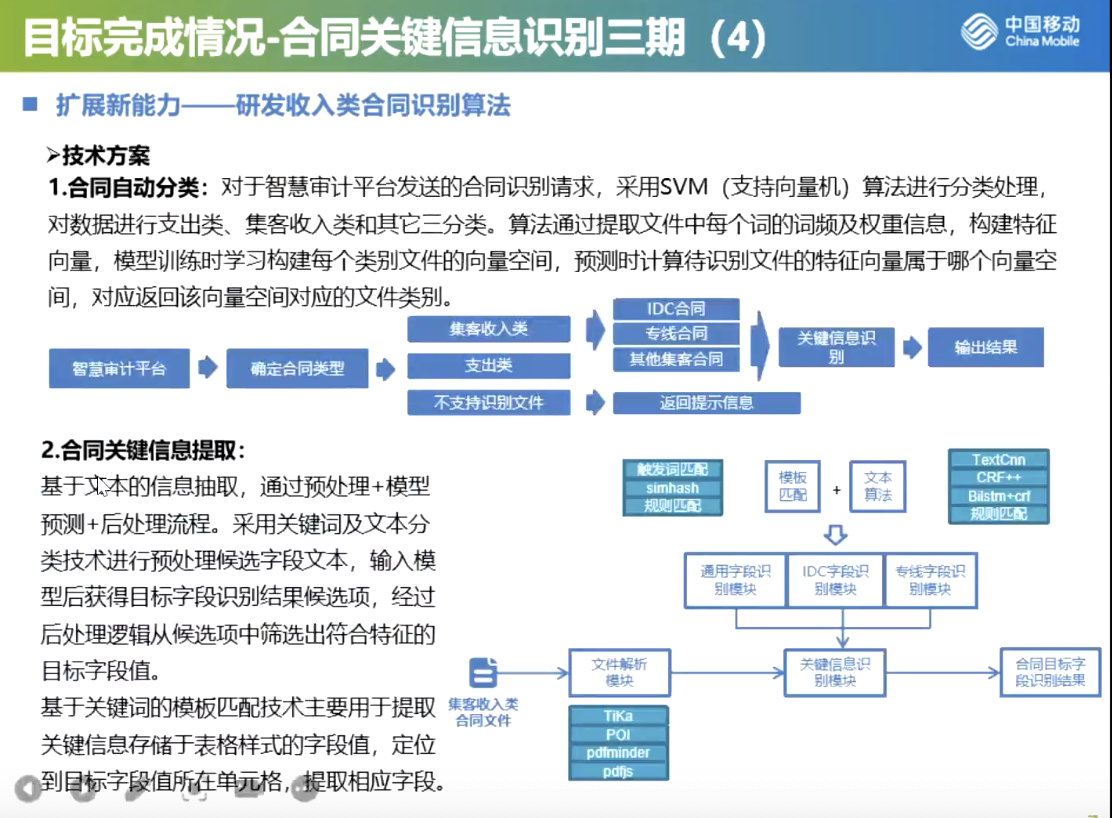 目标完成情况-合同关键信息识别三期（4）
中国移动
China Mobile
扩展新能力——研发收入类合同识别算法
技术方案
1.合同自动分类：对于智慧审计平台发送的合同识别请求，采用SVM（支持向量机）算法进行分类处理，
对数据进行支出类、集客收入类和其它三分类。算法通过提取文件中每个词的词频及权重信息，构建特征
向量，模型训练时学习构建每个类别文件的向量空间，预测时计算待识别文件的特征向量属于哪个向量空
间，对应返回该向量空间对应的文件类别。
智慧审计平台
确定合同类型
集客收入类
支出类
不支持识别文件
IDC合同
专线合同
其他集客合同
返回提示信息
关键信息识
别
输出结果
2.合同关键信息提取：
基于文本的信息抽取，通过预处理+模型
预测+后处理流程。采用关键词及文本分
类技术进行预处理候选字段文本，输入模
型后获得目标字段识别结果候选项，经过
后处理逻辑从候选项中筛选出符合特征的
目标字段值。
基于关键词的模板匹配技术主要用于提取
关键信息存储于表格样式的字段值，定位
到目标字段值所在单元格，提取相应字段。
触发词匹配
simhash
规则匹配
模板
匹配
+
文本
算法
TextCnn
CRF++
Bilstm+crf
规则匹配
通用字段识
别模块
IDC字段识
别模块
专线字段识
别模块
集客收入类
合同文件
文件解析
模块
关键信息识
别模块
合同目标字
段识别结果
TiKa
POI
pdfminder
pdfjs